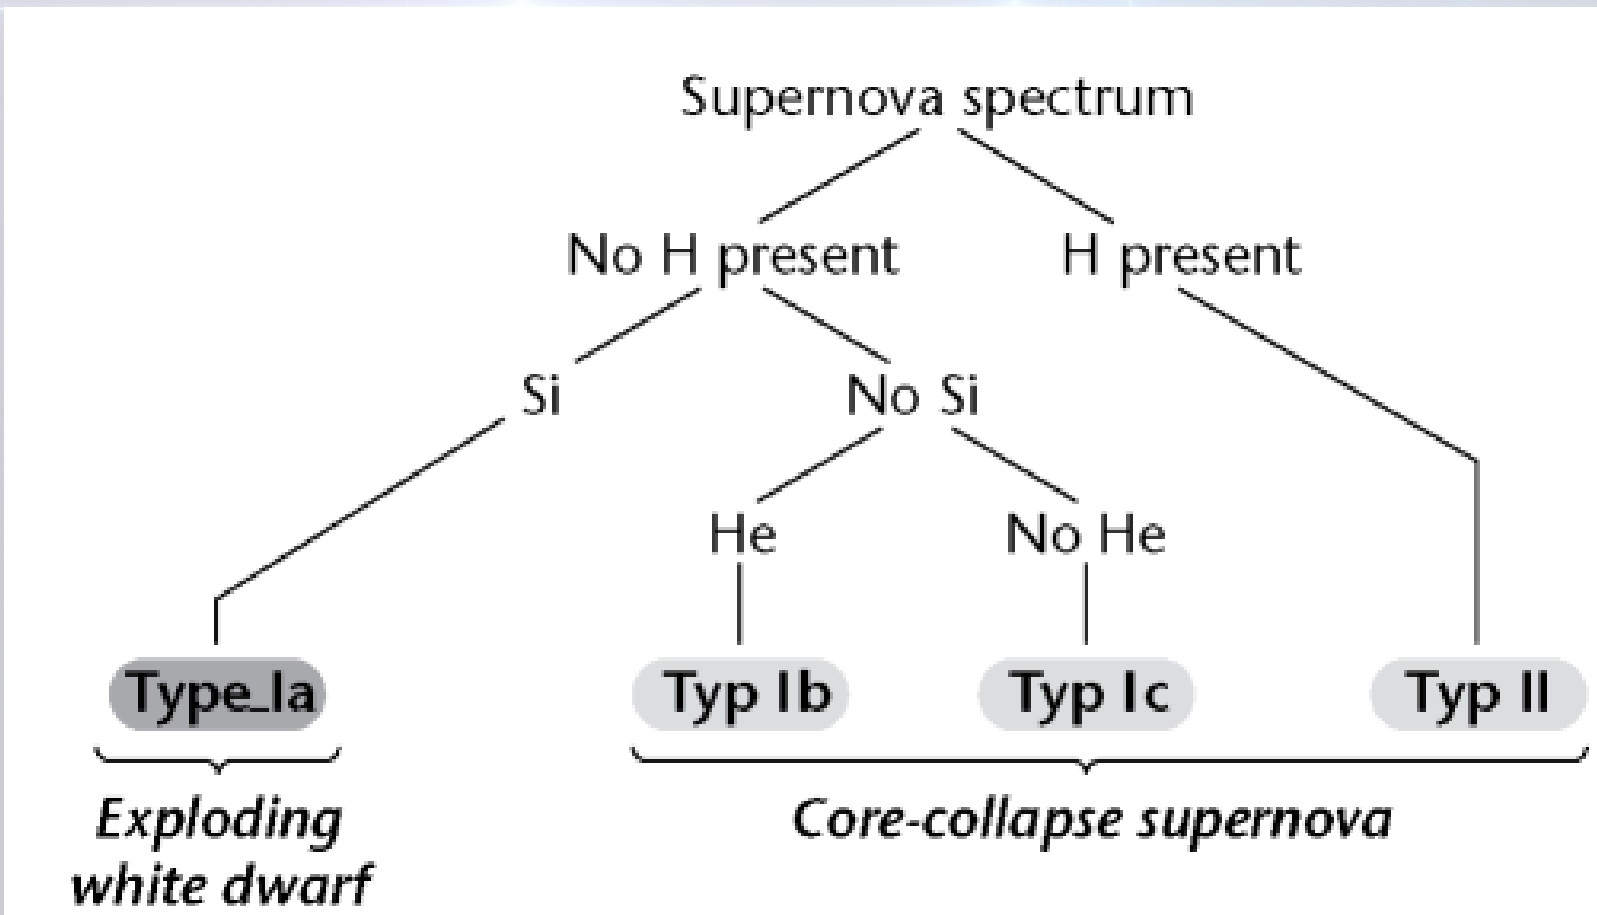 Supernova spectrum
No H present
H present
Si
No Si
He
No He
Type_Ia
Typ Ib
Typ Ic
Typ II
Exploding
white dwarf
Core-collapse supernova